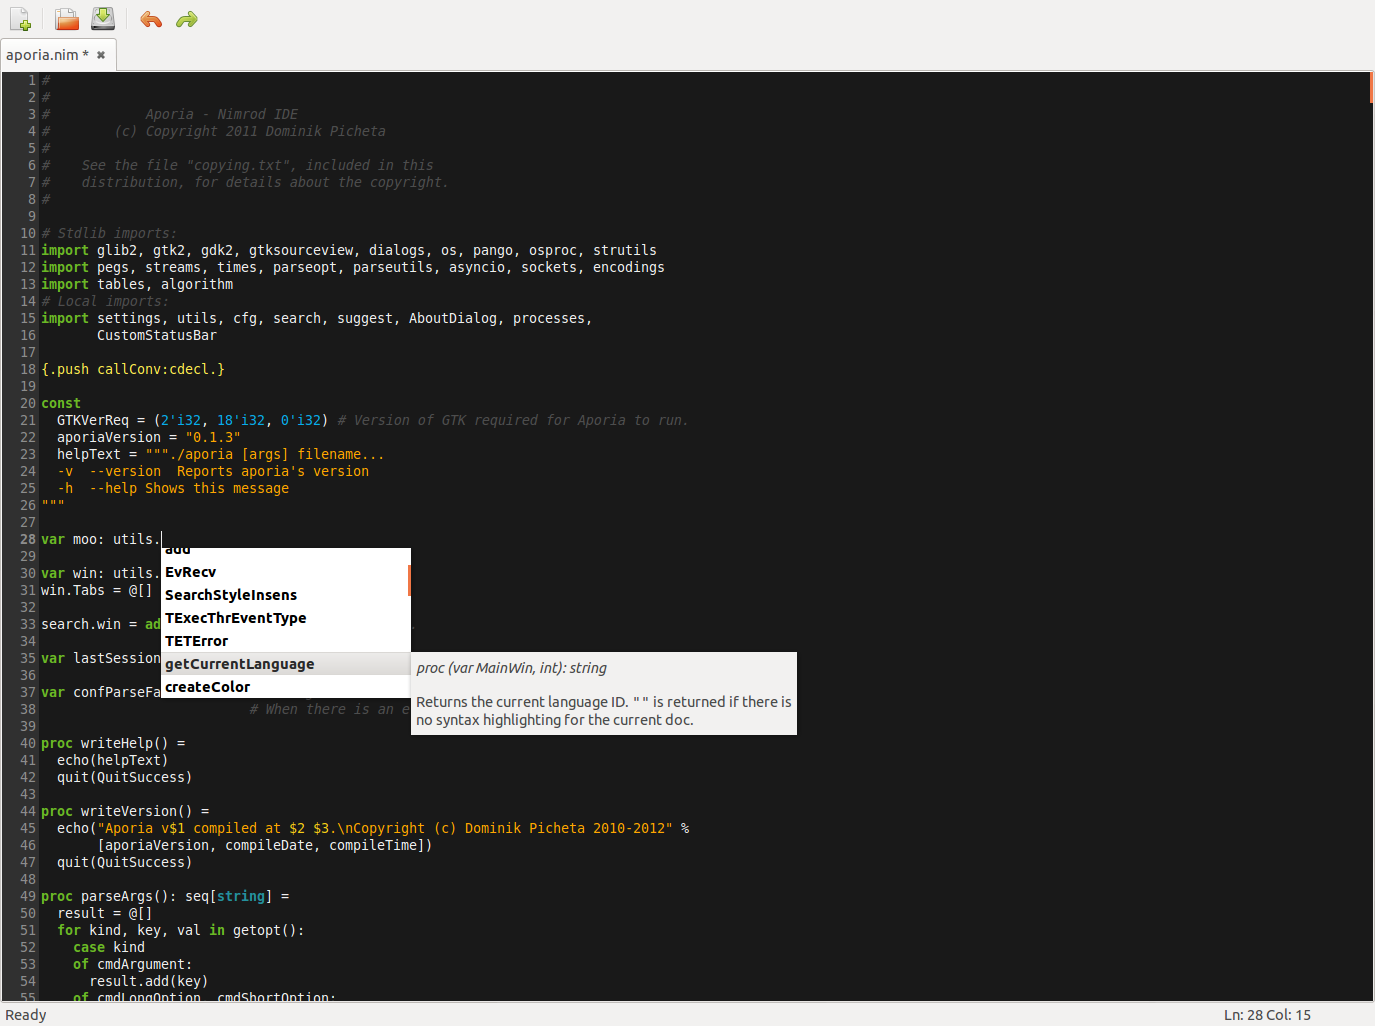 aporia.nim *
1 #
2 #
3 #            Aporia - Nimrod IDE
4 #        (c) Copyright 2011 Dominik Picheta
5 #
6 #    See the file "copying.txt", included in this
7 #    distribution, for details about the copyright.
8 #
9
10 # Stdlib imports:
11 import glib2, gtk2, gdk2, gtksourceview, dialogs, os, pango, osproc, strutils
12 import pegs, streams, times, parseopt, parseutils, asyncio, sockets, encodings
13 import tables, algorithm
14 # Local imports:
15 import settings, utils, cfg, search, suggest, AboutDialog, processes,
16        CustomStatusBar
17
18 {.push callConv:cdecl.}
19
20 const
21   GTKVerReq = (2'i32, 18'i32, 0'i32) # Version of GTK required for Aporia to run.
22   aporiaVersion = "0.1.3"
23   helpText = """./aporia [args] filename...
24   -v  --version  Reports aporia's version
25   -h  --help Shows this message
26 """
27
28 var moo: utils.
29
add
30 var win: utils.
EvRecv
31 win.Tabs = @[]
SearchStyleInsens
32
TExecThrEventType
33 search.win = ad
34
TETError
35 var lastSession
getCurrentLanguage
proc (var MainWin, int): string
36
37 var confParseFa
createColor
Returns the current language ID. "" is returned if there is
no syntax highlighting for the current doc.
38                           # When there is an e
39
40 proc writeHelp() =
41   echo(helpText)
42   quit(QuitSuccess)
43
44 proc writeVersion() =
45   echo("Aporia v$1 compiled at $2 $3.\nCopyright (c) Dominik Picheta 2010-2012" %
46        [aporiaVersion, compileDate, compileTime])
47   quit(QuitSuccess)
48
49 proc parseArgs(): seq[string] =
50   result = @[]
51   for kind, key, val in getopt():
52     case kind
53     of cmdArgument:
54       result.add(key)
55     of cmdLongOption, cmdShortOption:
Ready
Ln: 28 Col: 15